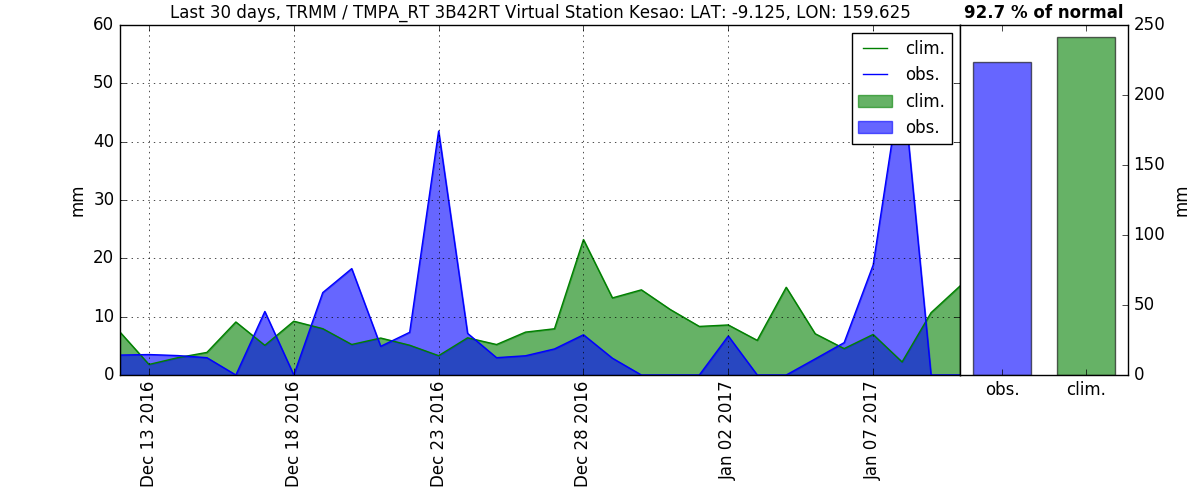 Last 30 days, TRMM / TMPA_RT 3B42RT Virtual Station Kesao: LAT: -9.125, LON: 159.625
92.7 % of normal
60
50
40
30
20
10
0
mm
clim.
obs.
clim.
obs.
Dec 13 2016
Dec 18 2016
Dec 23 2016
Dec 28 2016
Jan 02 2017
Jan 07 2017
250
200
150
100
50
0
mm
obs.
clim.